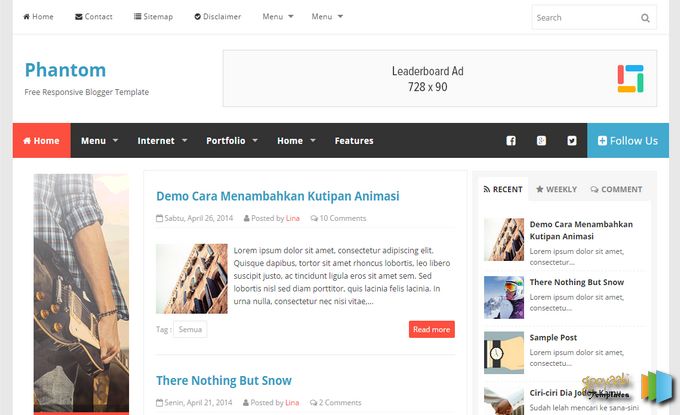 Home Contact Sitemap Disclaimer Menu Menu Search
Phantom
Free Responsive Blogger Template
Leaderboard Ad
728 x 90
Home Menu Internet Portfolio Home Features Follow Us
Demo Cara Menambahkan Kutipan Animasi
Sabtu, April 26, 2014 Posted by Lina 10 Comments
Lorem ipsum dolor sit amet, consectetur adipiscing elit.
Quisque dapibus, tortor sit amet rhoncus lobortis, leo libero
suscipit justo, ac tincidunt ligula eros sit amet sem. Sed
lobortis nisl sed diam porttitor, quis lacinia felis lacinia. In
urna nulla, consectetur nec nisi vitae,...
Tag : Semua Read more
There Nothing But Snow
Senin, April 21, 2014 Posted by Lina 2 Comments
RECENT WEEKLY COMMENT
Demo Cara Menambahkan
Kutipan Animasi
Lorem ipsum dolor sit amet,
consectetur...
There Nothing But Snow
Lorem ipsum dolor sit amet,
consectetu...
Sample Post
Lorem ipsum dolor sit amet,
consectetur...
Ciri-ciri Dia Jodoh Kamu
Sudah lelah mencari ke sana-sini
gooyaabi
Templates